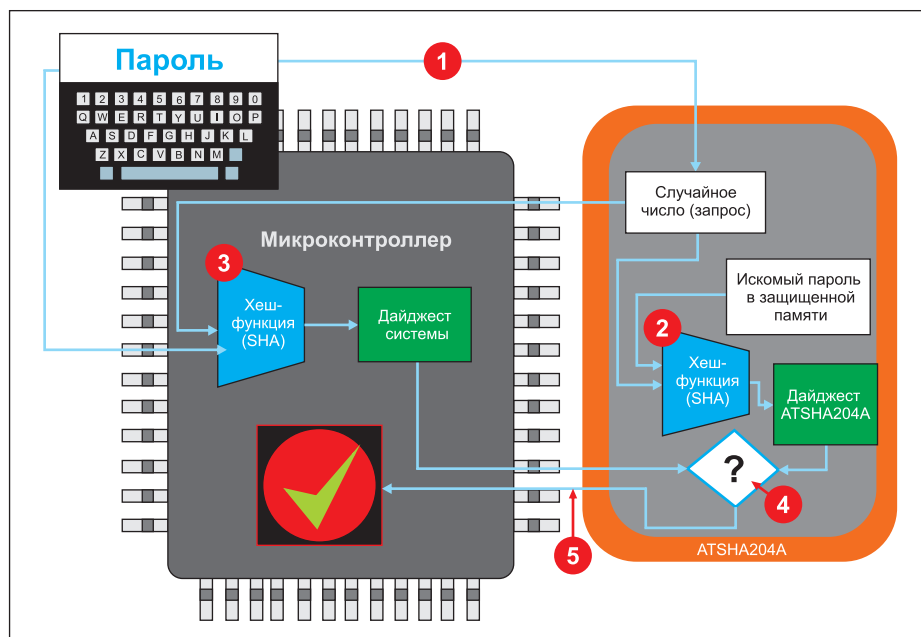 Пароль
1
1 2 3 4 5 6 7 8 9 0
Q W E R T Y U I O P
A S D F G H J K L
Z X C V B N M
Случайное
число (запрос)
Микроконтроллер
3
Хеш-
функция
(SHA)
Дайджест
системы
Искомый пароль
в защищенной
памяти
2
Хеш-
функция
(SHA)
Дайджест
ATSHA204A
?
4
5
ATSHA204A